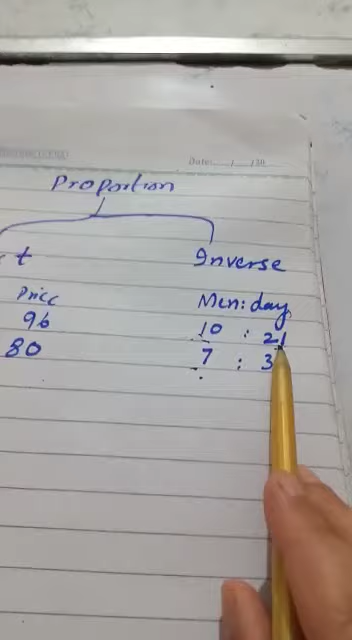 Date:
Proportion
t Inverse
Price Men: day
96 10 : 21
80 7 : 3